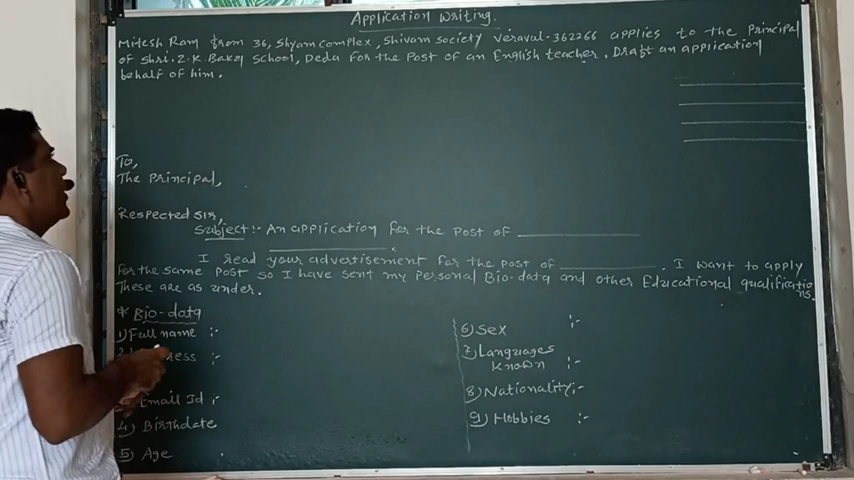 Application Writing.
Mitesh Ram from 36, Shyam Complex, Shivam Society Veraval-362266 applies to the Principal
of Shri. Z.K. Baker School, Dedu for the Post of an English teacher. Draft an application
behalf of him.
To,
The Principal,
Respected Sir,
Subject :- An application for the post of
I read your advertisement for the post of . I want to apply
For the same Post so I have sent my Personal Bio-data and other Educational qualifications.
These are as under.
* Bio-data
1) Full name :-
2) ress :-
Email Id :-
4) Birthdate
5) Age
6) Sex :-
7) Languages
Known :-
8) Nationality :-
9) Hobbies :-